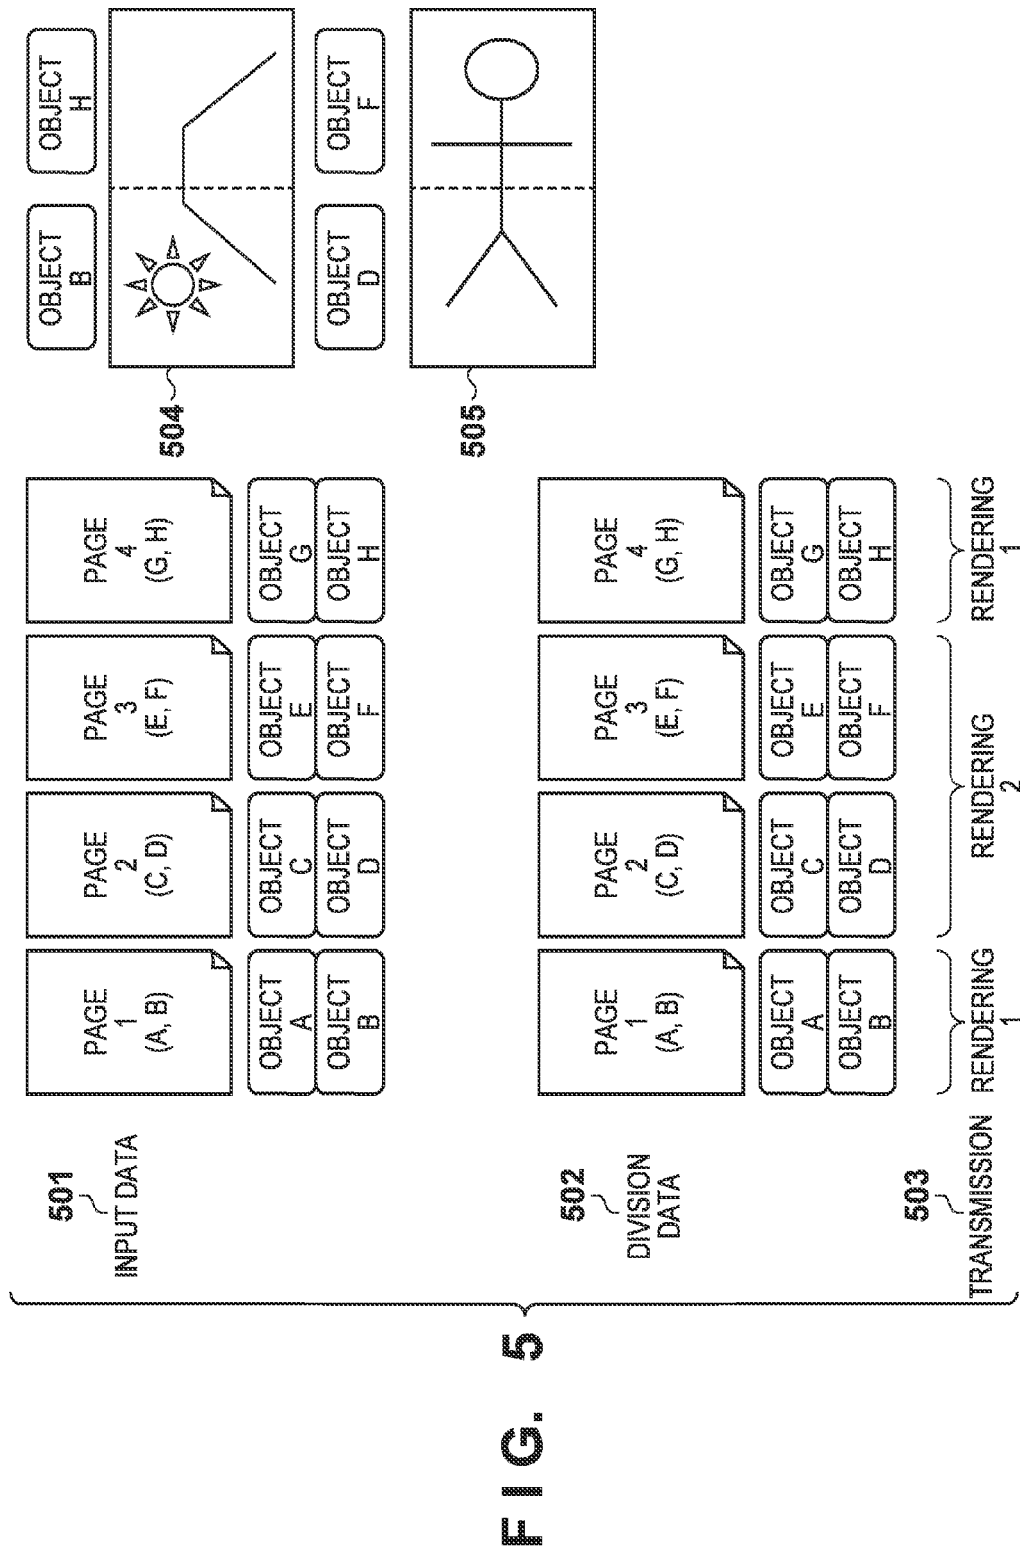 FIG. 5
501
INPUT DATA
PAGE
1
(A, B)
OBJECT
A
OBJECT
B
PAGE
2
(C, D)
OBJECT
C
OBJECT
D
PAGE
3
(E, F)
OBJECT
E
OBJECT
F
PAGE
4
(G, H)
OBJECT
G
OBJECT
H
502
DIVISION
DATA
PAGE
1
(A, B)
OBJECT
A
OBJECT
B
PAGE
2
(C, D)
OBJECT
C
OBJECT
D
PAGE
3
(E, F)
OBJECT
E
OBJECT
F
PAGE
4
(G, H)
OBJECT
G
OBJECT
H
503
TRANSMISSION
RENDERING
1
RENDERING
2
RENDERING
1
OBJECT
B
OBJECT
H
504
OBJECT
D
OBJECT
F
505